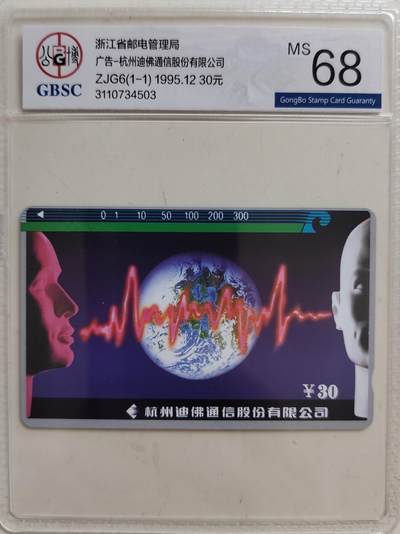 公博
GBSC
浙江省邮电管理局
广告-杭州迪佛通信股份有限公司
ZJG6(1-1) 1995.12 30元
3110734503
MS 68
GongBo Stamp Card Guaranty
0 1 10 50 100 200 300
￥30
杭州迪佛通信股份有限公司